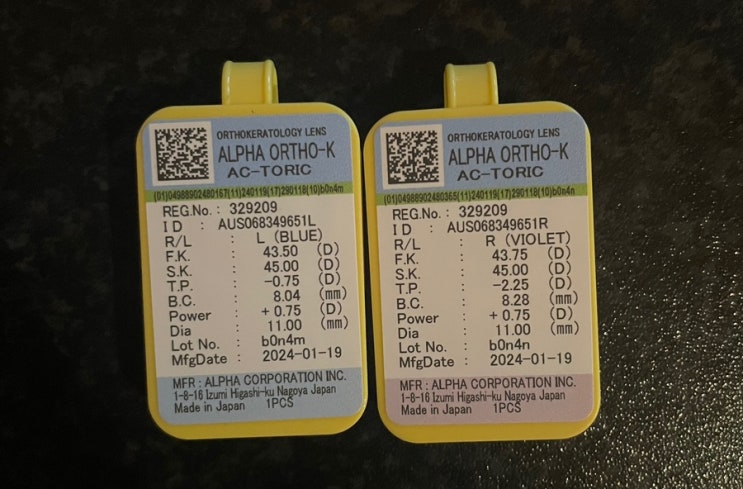 ORTHOKERATOLOGY LENS
ALPHA ORTHO-K
AC-TORIC
(01)04988902480167(11)240119(17)290118(10)b0n4m
REG.No. : 329209
ID : AUS068349651L
R/L : L (BLUE)
F.K. : 43.50 (D)
S.K. : 45.00 (D)
T.P. : -0.75 (D)
B.C. : 8.04 (mm)
Power : + 0.75 (D)
Dia : 11.00 (mm)
Lot No. : b0n4m
MfgDate : 2024-01-19
MFR : ALPHA CORPORATION INC.
1-8-16 Izumi Higashi-ku Nagoya Japan
Made in Japan 1PCS
ORTHOKERATOLOGY LENS
ALPHA ORTHO-K
AC-TORIC
(01)04988902480365(11)240119(17)290118(10)b0n4n
REG.No. : 329209
ID : AUS068349651R
R/L : R (VIOLET)
F.K. : 43.75 (D)
S.K. : 45.00 (D)
T.P. : -2.25 (D)
B.C. : 8.28 (mm)
Power : + 0.75 (D)
Dia : 11.00 (mm)
Lot No. : b0n4n
MfgDate : 2024-01-19
MFR : ALPHA CORPORATION INC.
1-8-16 Izumi Higashi-ku Nagoya Japan
Made in Japan 1PCS